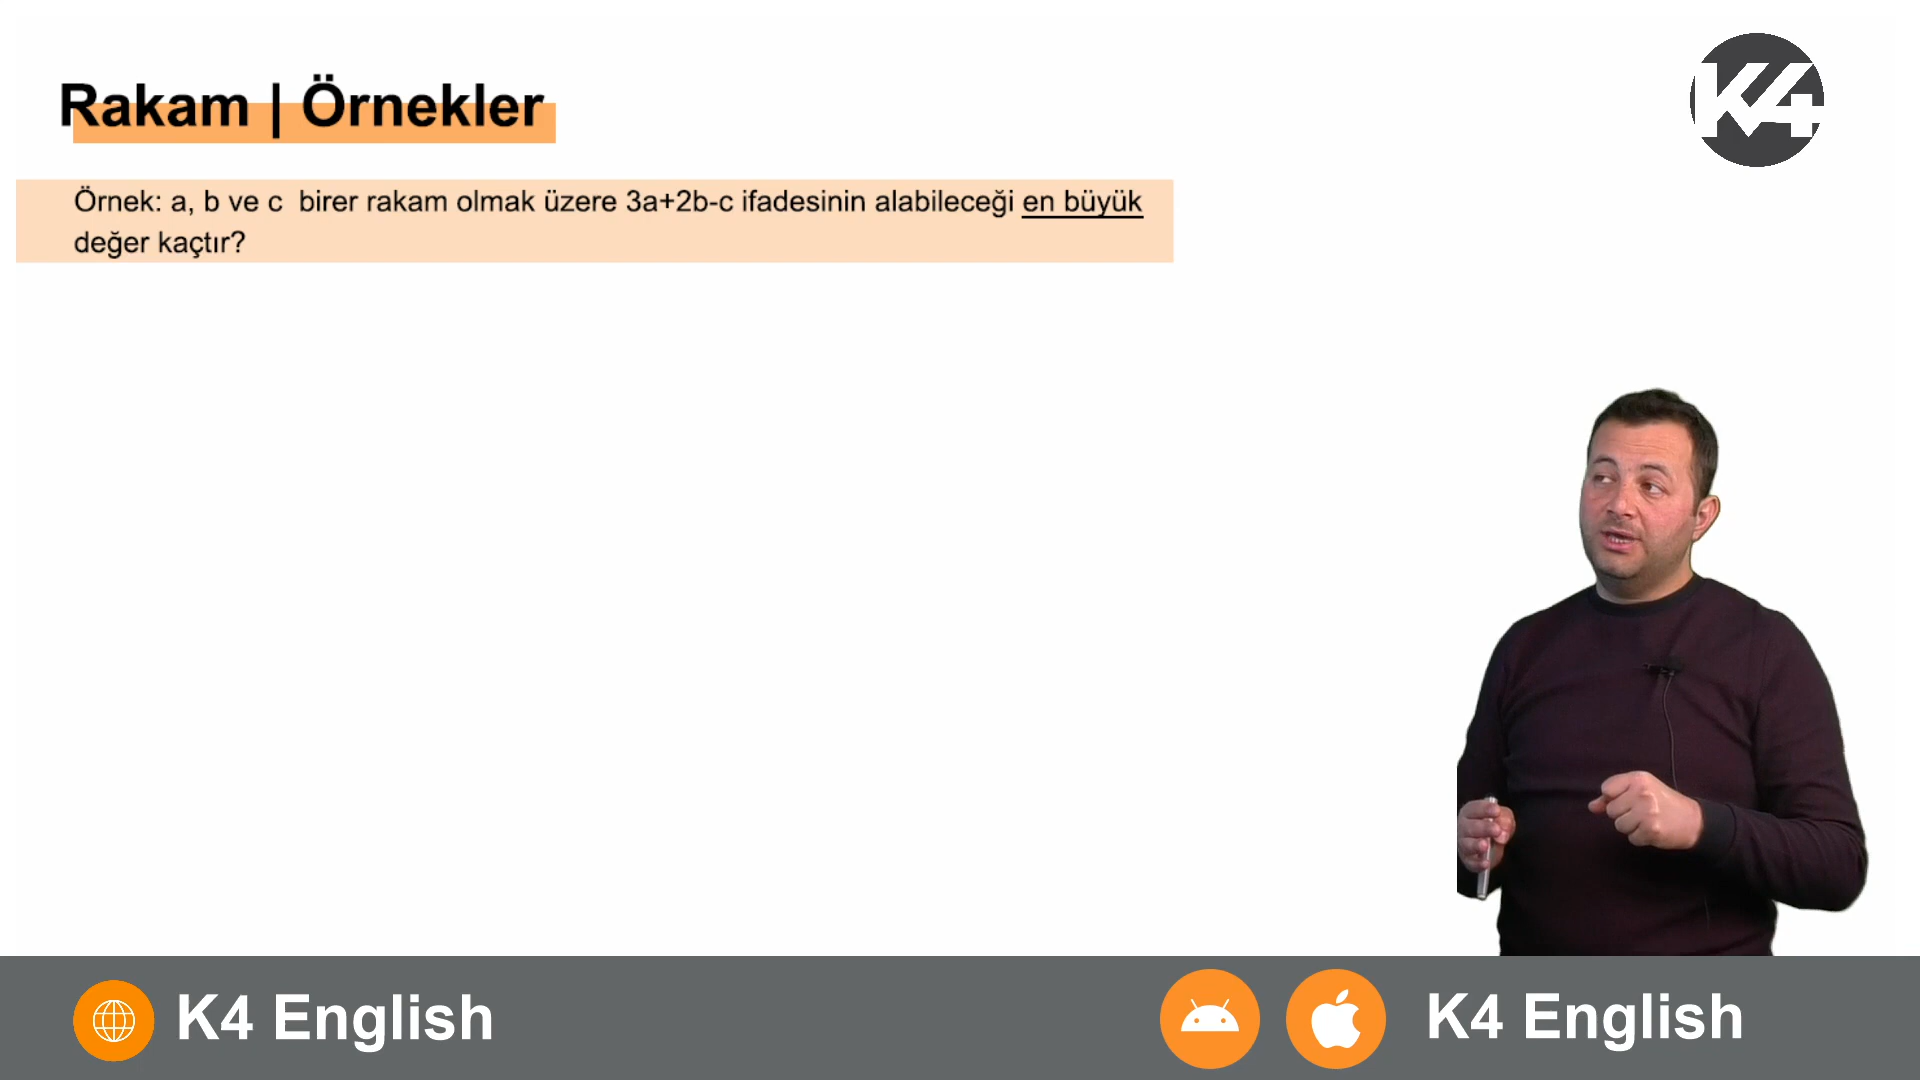 Rakam | Örnekler
K4
Örnek: a, b ve c birer rakam olmak üzere 3a+2b-c ifadesinin alabileceği en büyük
değer kaçtır?
K4 English
K4 English